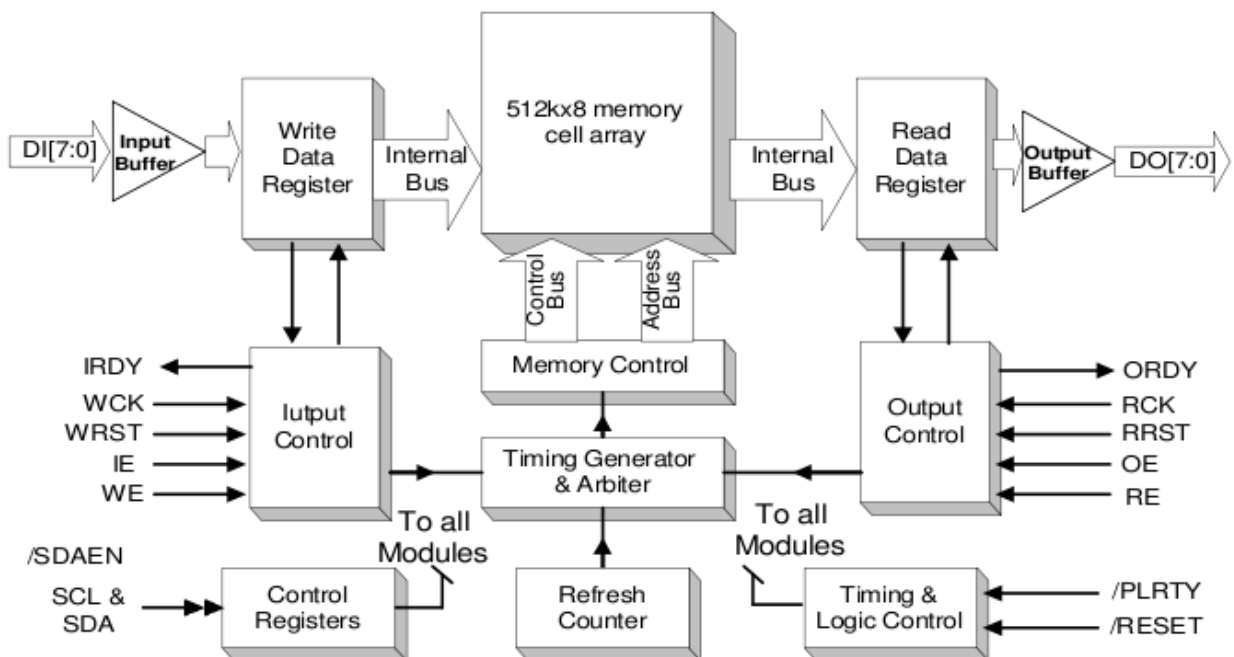 512kx8 memory
cell array
DI[7:0]
Input
Buffer
Write
Data
Register
Internal
Bus
Internal
Bus
Read
Data
Register
Output
Buffer
DO[7:0]
Control
Bus
Address
Bus
IRDY
WCK
WRST
IE
WE
Iutput
Control
Memory Control
Timing Generator
& Arbiter
Output
Control
ORDY
RCK
RRST
OE
RE
To all
Modules
To all
Modules
/SDAEN
SCL &
SDA
Control
Registers
Refresh
Counter
Timing &
Logic Control
/PLRTY
/RESET